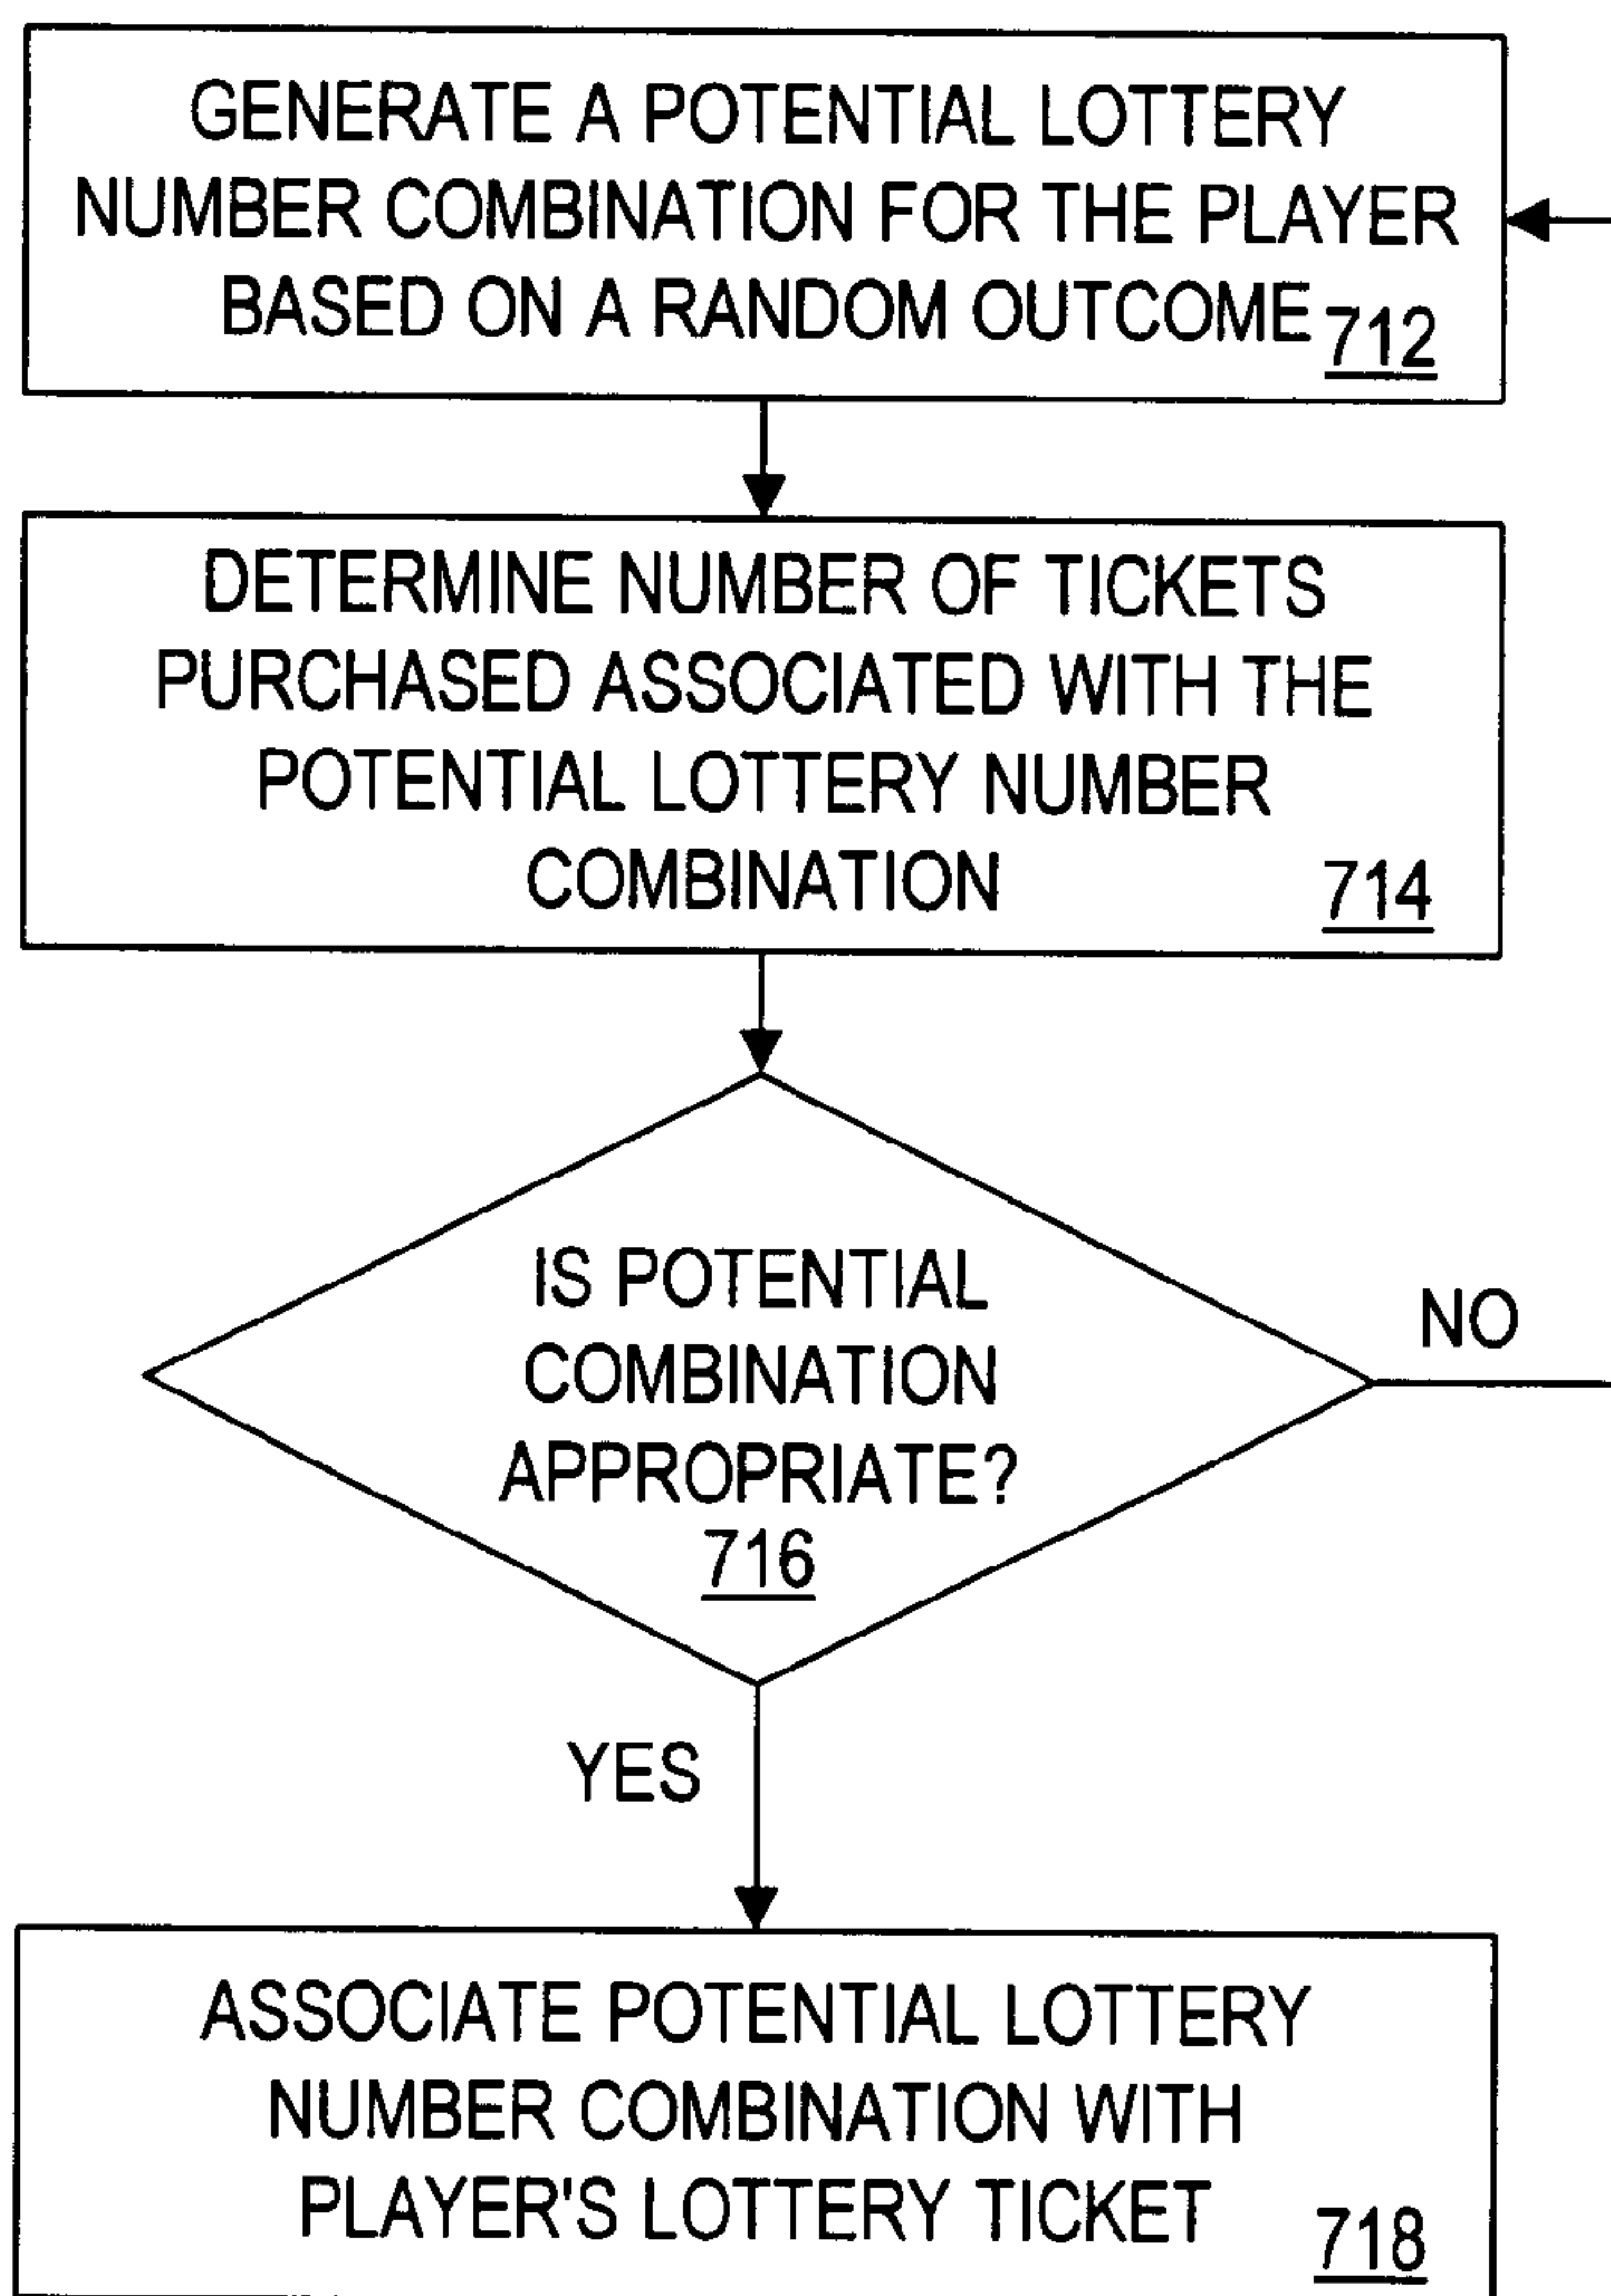 GENERATE A POTENTIAL LOTTERY
NUMBER COMBINATION FOR THE PLAYER
BASED ON A RANDOM OUTCOME 712
DETERMINE NUMBER OF TICKETS
PURCHASED ASSOCIATED WITH THE
POTENTIAL LOTTERY NUMBER
COMBINATION 714
IS POTENTIAL
COMBINATION
APPROPRIATE?
716
NO
YES
ASSOCIATE POTENTIAL LOTTERY
NUMBER COMBINATION WITH
PLAYER'S LOTTERY TICKET 718